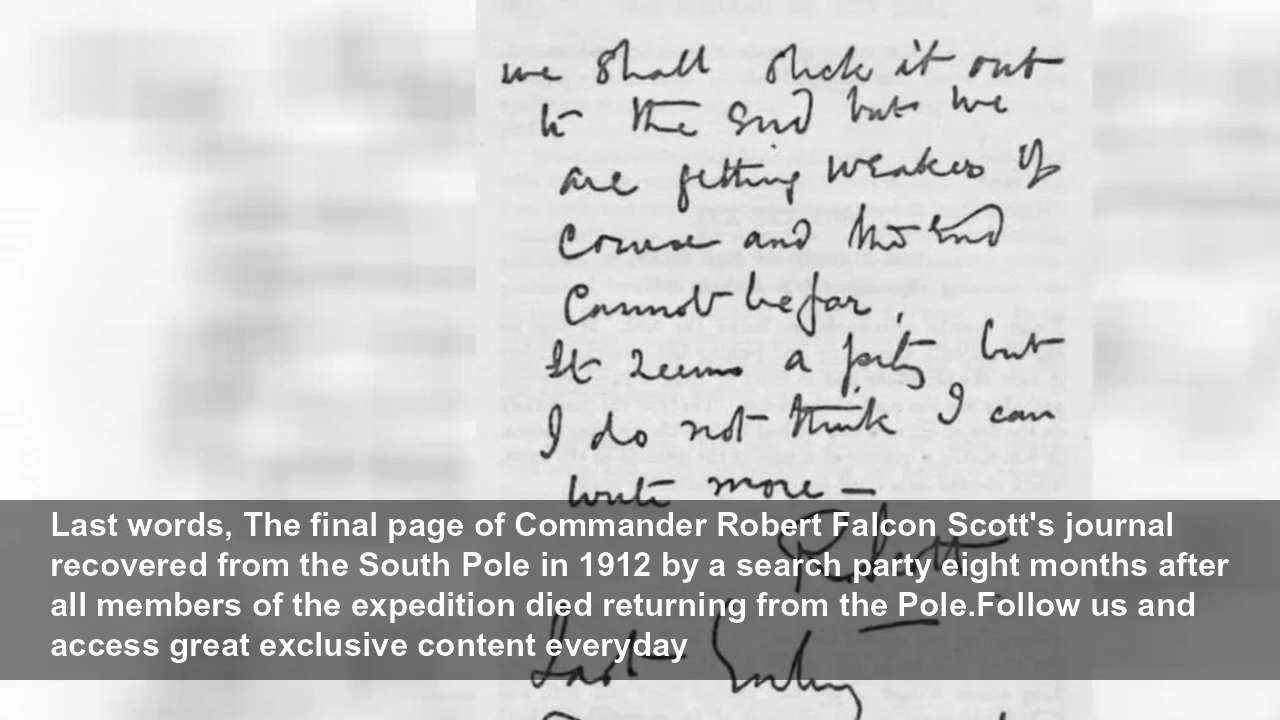 we shall stick it out
to the end but we
are getting weaker of
course and the end
cannot be far.
It seems a pity but
I do not think I can
write more —
R. Scott
Last Entry
Last words, The final page of Commander Robert Falcon Scott's journal
recovered from the South Pole in 1912 by a search party eight months after
all members of the expedition died returning from the Pole.Follow us and
access great exclusive content everyday